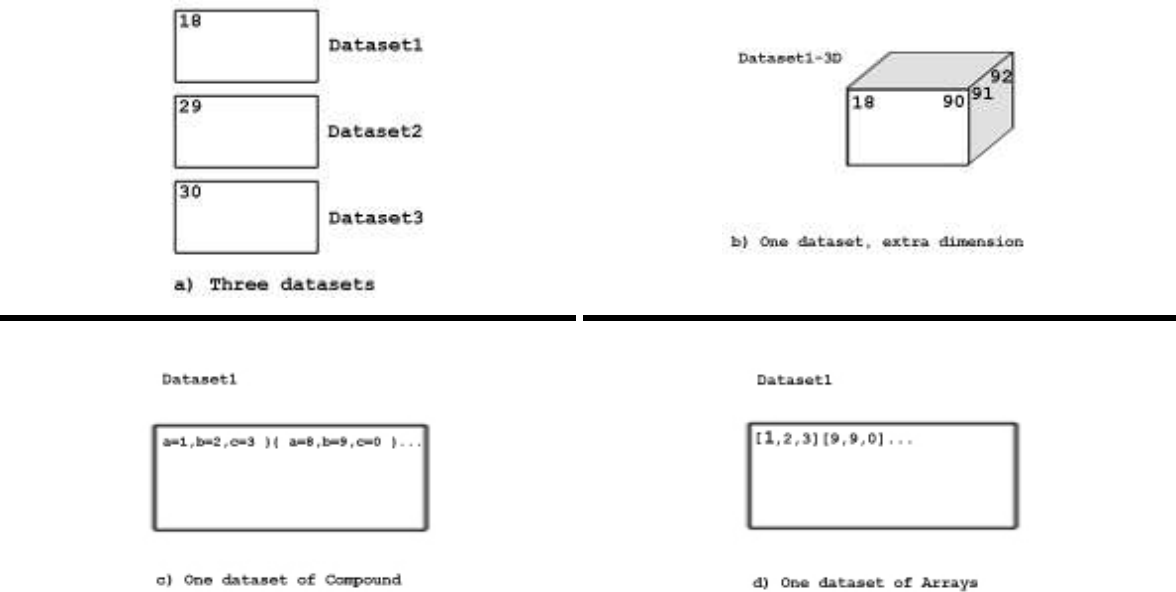 18
Dataset1
29
Dataset2
30
Dataset3
a) Three datasets
Dataset1-3D
18
90
91
92
b) One dataset, extra dimension
Dataset1
a=1,b=2,c=3 }{ a=8,b=9,c=0 }...
c) One dataset of Compound
Dataset1
[1,2,3][9,9,0]...
d) One dataset of Arrays